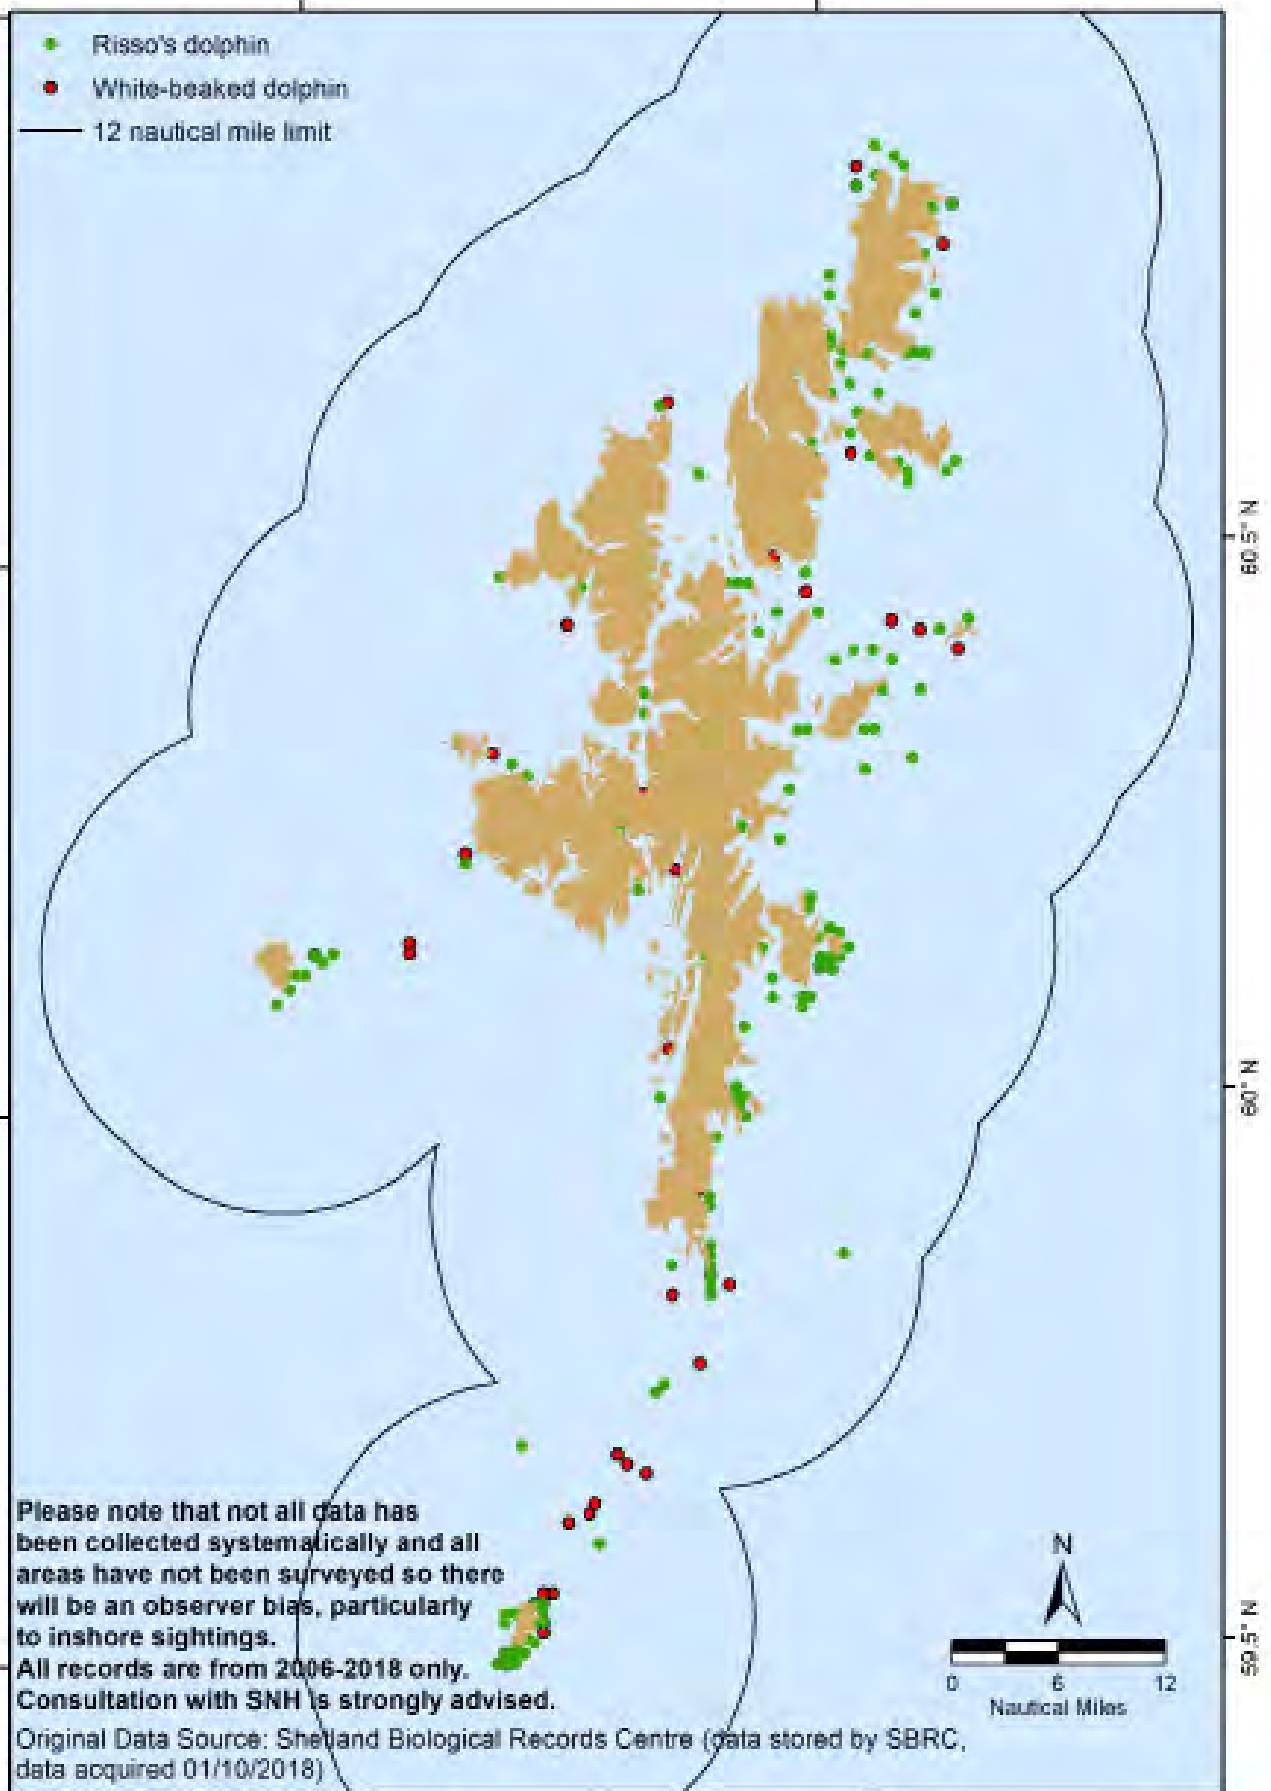 Risso's dolphin
White-beaked dolphin
12 nautical mile limit
60.5° N
60° N
Please note that not all data has
been collected systematically and all
areas have not been surveyed so there
will be an observer bias, particularly
to inshore sightings.
All records are from 2006-2018 only.
Consultation with SNH is strongly advised.
Original Data Source: Shetland Biological Records Centre (data stored by SBRC,
data acquired 01/10/2018)
N
59.5° N
0 6 12
Nautical Miles